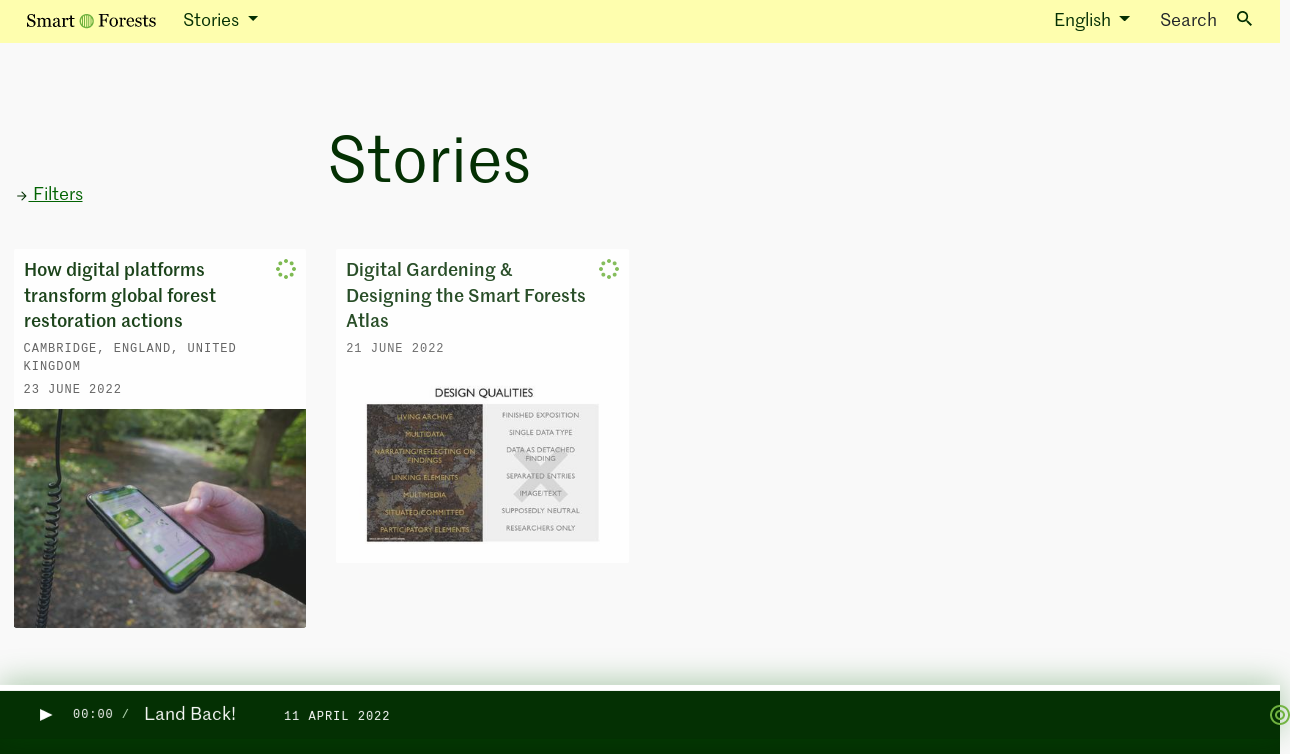 Smart Forests
Stories
English
Search
Stories
Filters
How digital platforms
transform global forest
restoration actions
CAMBRIDGE, ENGLAND, UNITED
KINGDOM
23 JUNE 2022
Digital Gardening &
Designing the Smart Forests
Atlas
21 JUNE 2022
DESIGN QUALITIES
LIVING ARCHIVE
MULTIDATA
NARRATING/REFLECTING ON
FINDINGS
LINKING ELEMENTS
MULTIMEDIA
SITUATED/COMMITTED
PARTICIPATORY ELEMENTS
FINISHED EXPOSITION
SINGLE DATA TYPE
DATA AS DETACHED
FINDING
SEPARATED ENTRIES
IMAGE/TEXT
SUPPOSEDLY NEUTRAL
RESEARCHERS ONLY
00:00 /
Land Back!
11 APRIL 2022